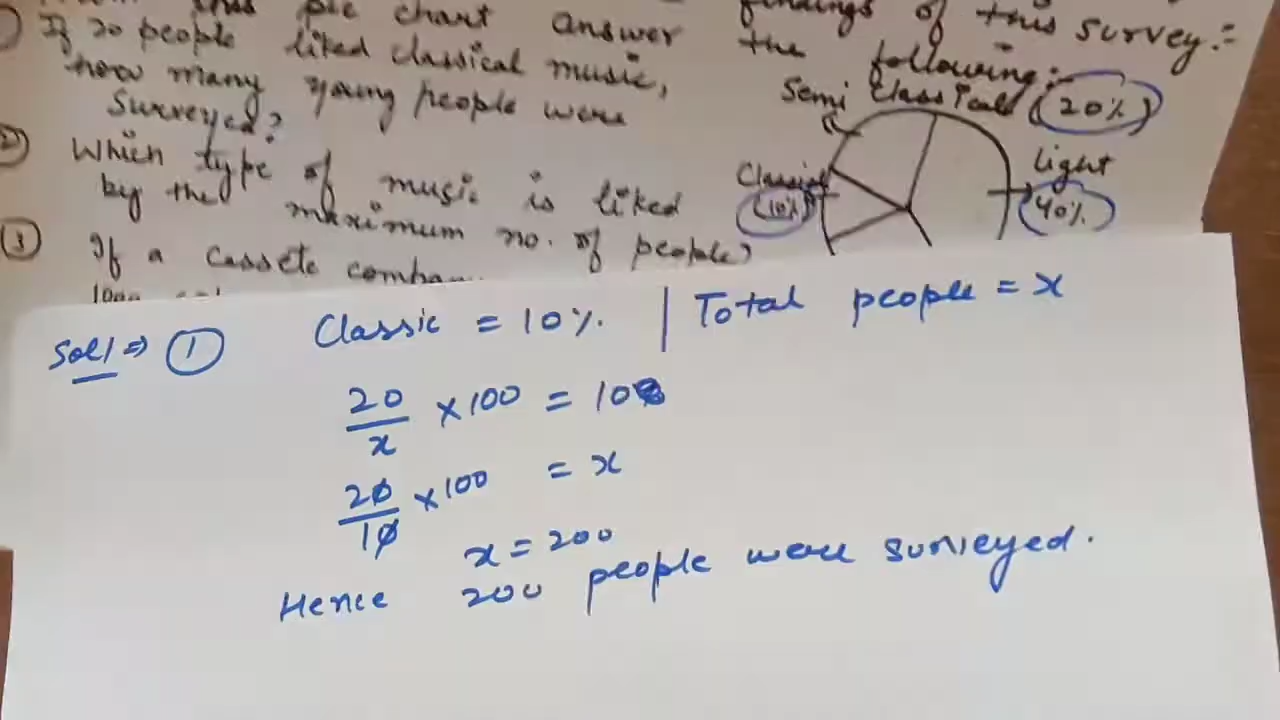 this pie chart answer the following:-
findings of this survey:-
If 20 people liked classical music,
how many young people were
surveyed?
② Which type of music is liked
by the maximum no. of people?
③ If a cassete
Semi Classical 20%
Classical 10%
Light 40%
Sol⇒ ① Classic = 10% | Total people = x
20/x × 100 = 10
20/10 × 100 = x
x = 200
Hence 200 people were surveyed.